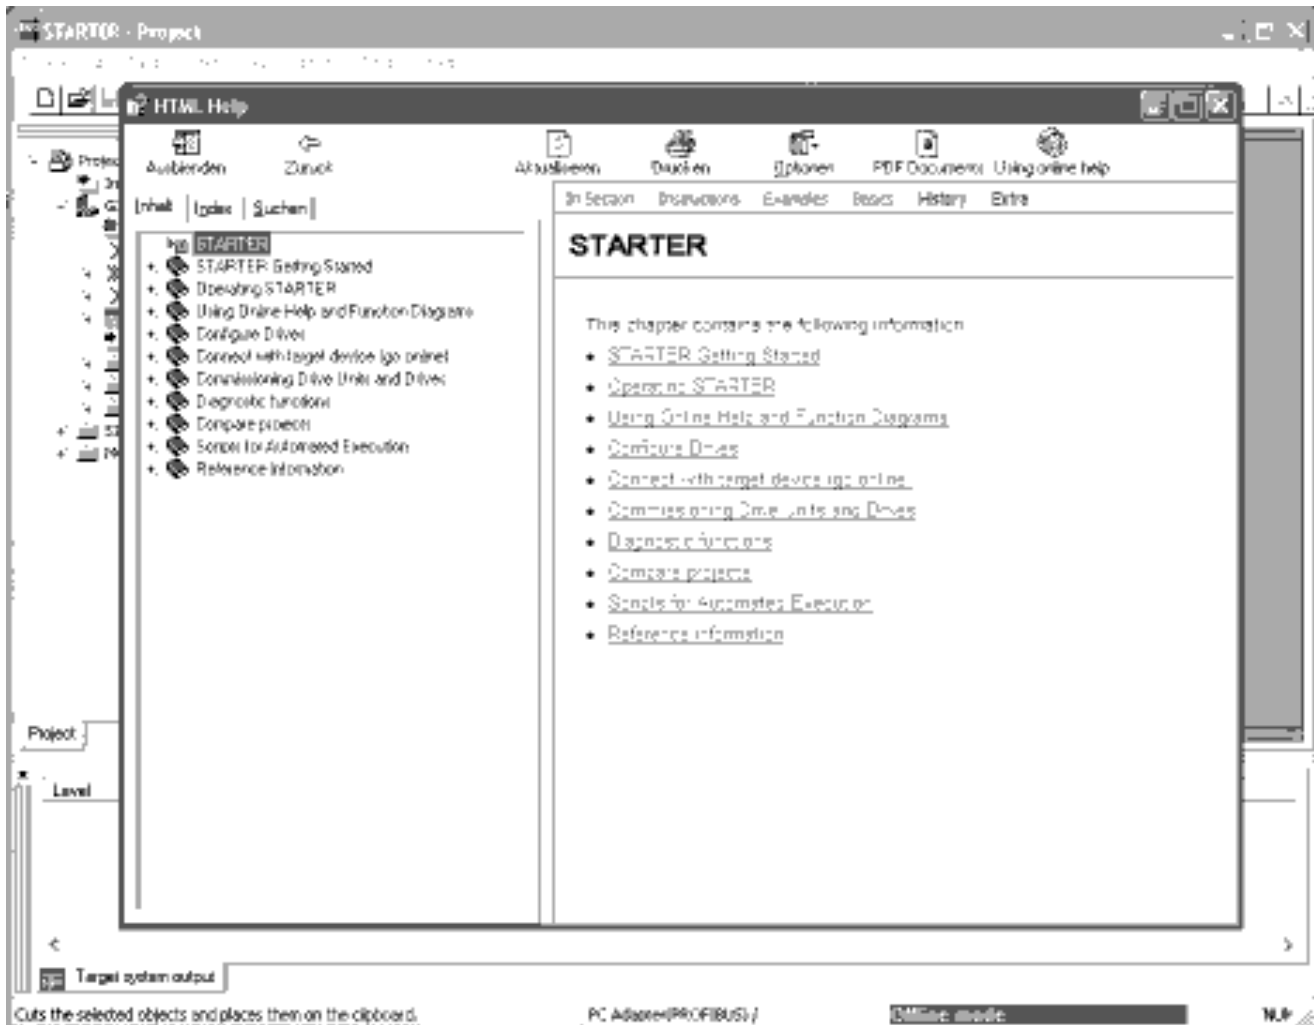 STARTER - Project
HTML Help
Ausblenden Zurück Aktualisieren Drucken Optionen PDF Documents Using online help
Inhalt Index Suchen
In Section Instructions Examples Basics History Extra
STARTER
STARTER Getting Started
Operating STARTER
Using Online Help and Function Diagrams
Configure Drives
Connect with target device (go online)
Commissioning Drive Units and Drives
Diagnostic functions
Compare projects
Scripts for Automated Execution
Reference Information
STARTER
This chapter contains the following information
• STARTER Getting Started
• Operating STARTER
• Using Online Help and Function Diagrams
• Configure Drives
• Connect with target device (go online)
• Commissioning Drive Units and Drives
• Diagnostic functions
• Compare projects
• Scripts for Automated Execution
• Reference information
Project
Level
Target system output
Cuts the selected objects and places them on the clipboard. PC Adapter(PROFIBUS) / Offline mode NUM